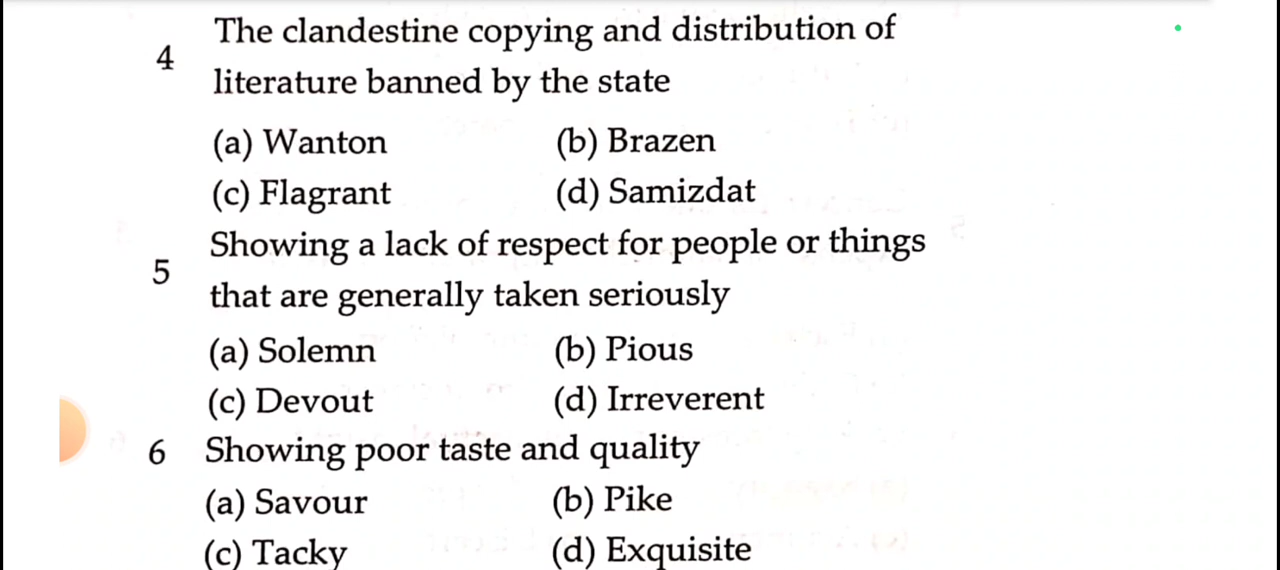 4 The clandestine copying and distribution of
literature banned by the state
(a) Wanton (b) Brazen
(c) Flagrant (d) Samizdat
5 Showing a lack of respect for people or things
that are generally taken seriously
(a) Solemn (b) Pious
(c) Devout (d) Irreverent
6 Showing poor taste and quality
(a) Savour (b) Pike
(c) Tacky (d) Exquisite